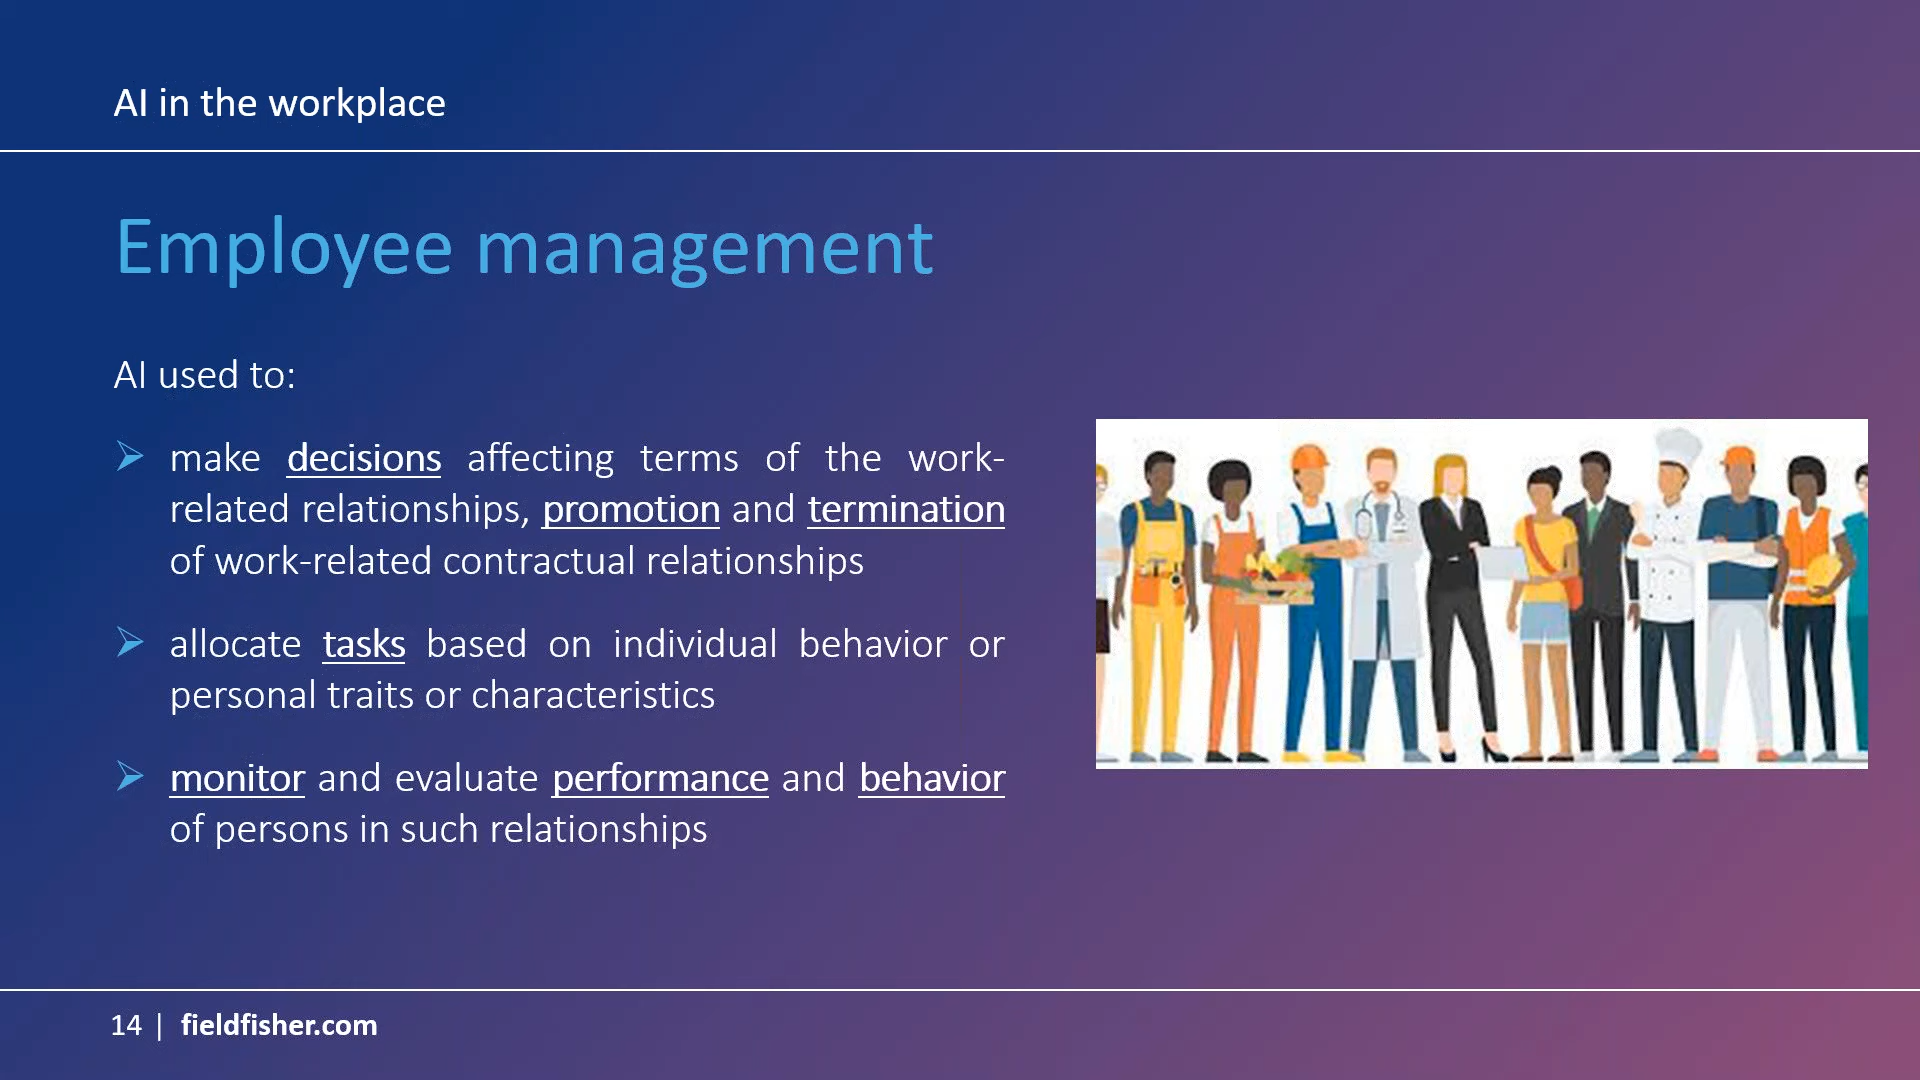 AI in the workplace
Employee management
AI used to:
make decisions affecting terms of the work-
related relationships, promotion and termination
of work-related contractual relationships
allocate tasks based on individual behavior or
personal traits or characteristics
monitor and evaluate performance and behavior
of persons in such relationships
14 | fieldfisher.com